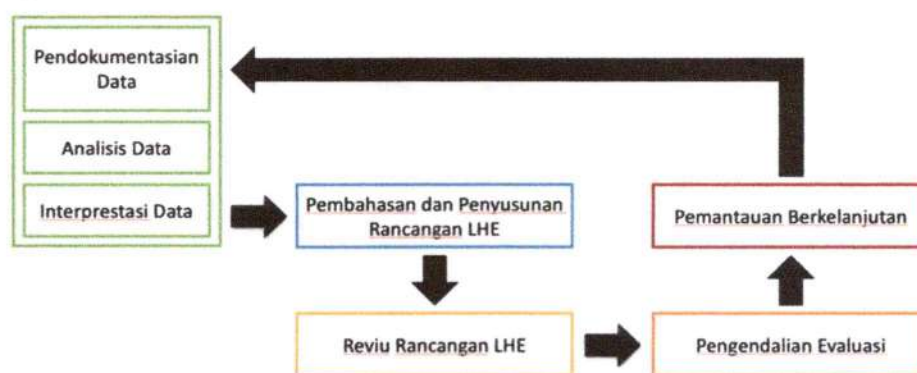 Pendokumentasian
Data
Analisis Data
Interprestasi Data
Pembahasan dan Penyusunan
Rancangan LHE
Pemantauan Berkelanjutan
Reviu Rancangan LHE
Pengendalian Evaluasi